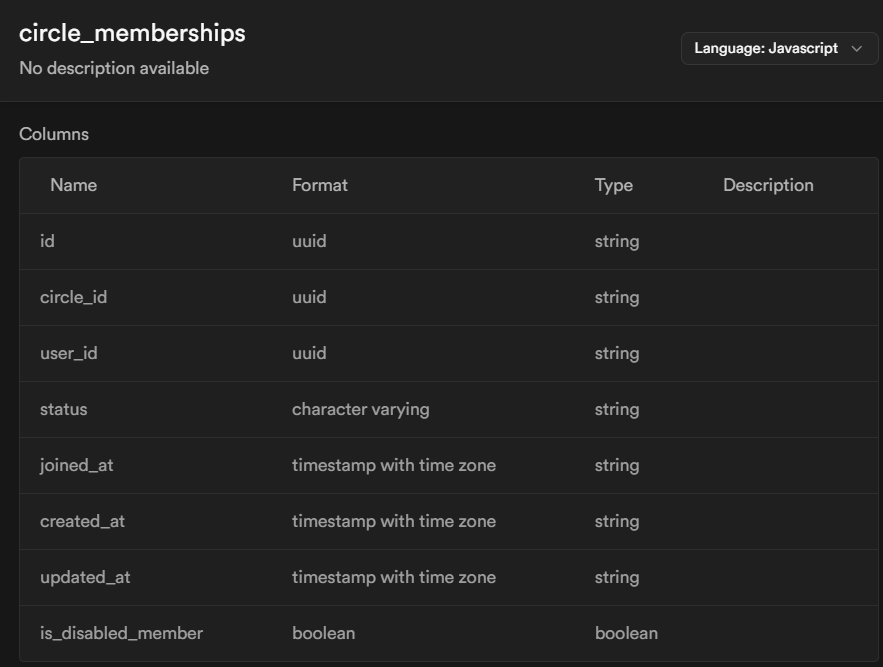 circle_memberships
No description available
Language: Javascript
Columns
Name Format Type Description
id uuid string
circle_id uuid string
user_id uuid string
status character varying string
joined_at timestamp with time zone string
created_at timestamp with time zone string
updated_at timestamp with time zone string
is_disabled_member boolean boolean